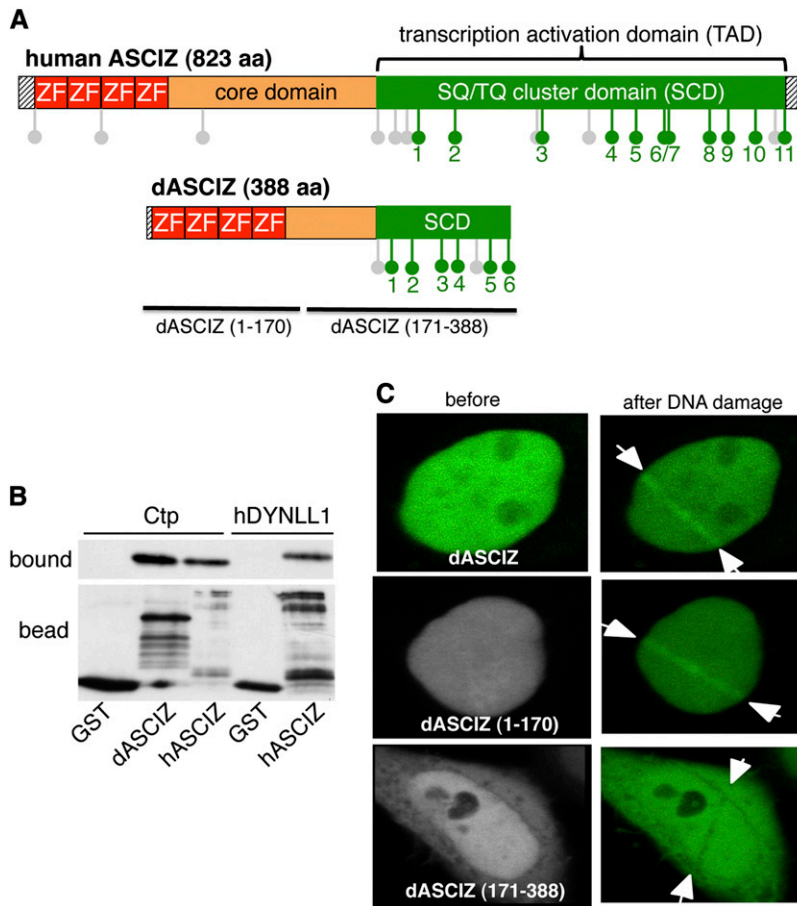 A
transcription activation domain (TAD)
human ASCIZ (823 aa)
ZF ZF ZF ZF core domain SQ/TQ cluster domain (SCD)
1 2 3 4 5 6/7 8 9 10 11
dASCIZ (388 aa)
ZF ZF ZF ZF SCD
1 2 3 4 5 6
dASCIZ (1-170) dASCIZ (171-388)
B
Ctp hDYNLL1
bound
bead
GST dASCIZ hASCIZ GST hASCIZ
C
before after DNA damage
dASCIZ
dASCIZ (1-170)
dASCIZ (171-388)